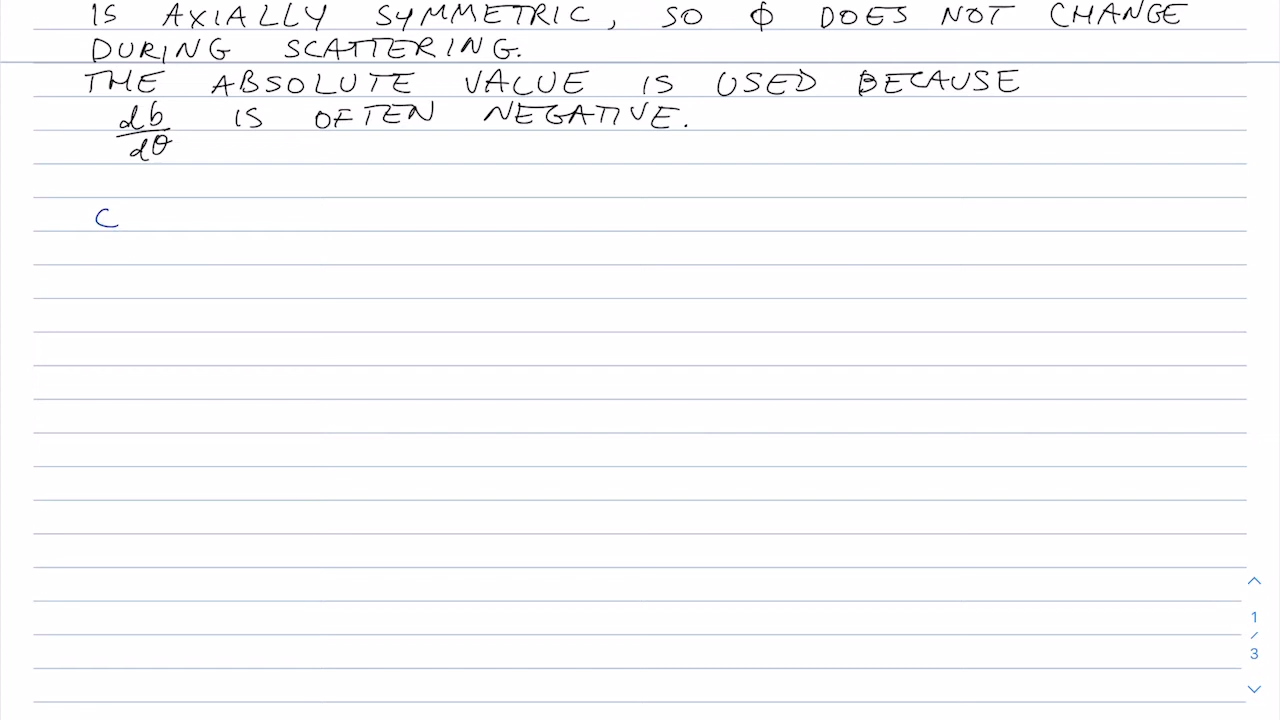 IS AXIALLY SYMMETRIC, SO ϕ DOES NOT CHANGE
DURING SCATTERING.
THE ABSOLUTE VALUE IS USED BECAUSE
db/dθ IS OFTEN NEGATIVE.
C
1
/
3